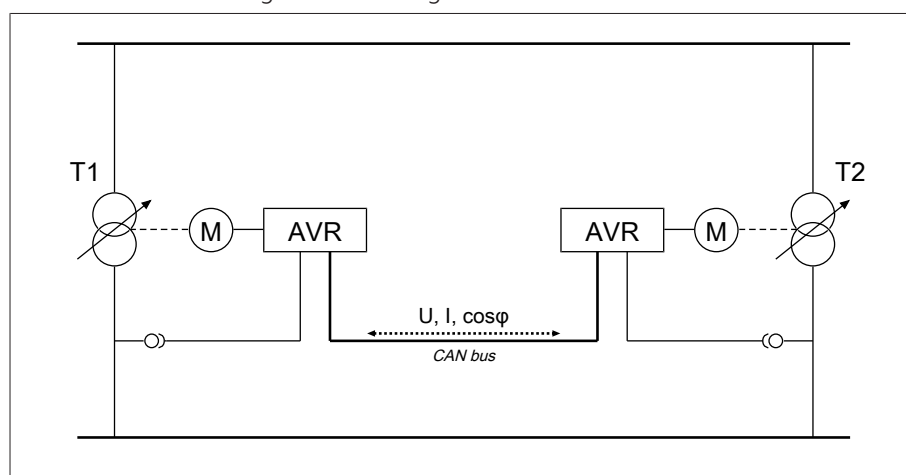 T1
T2
M
AVR
AVR
M
U, I, cosφ
CAN bus